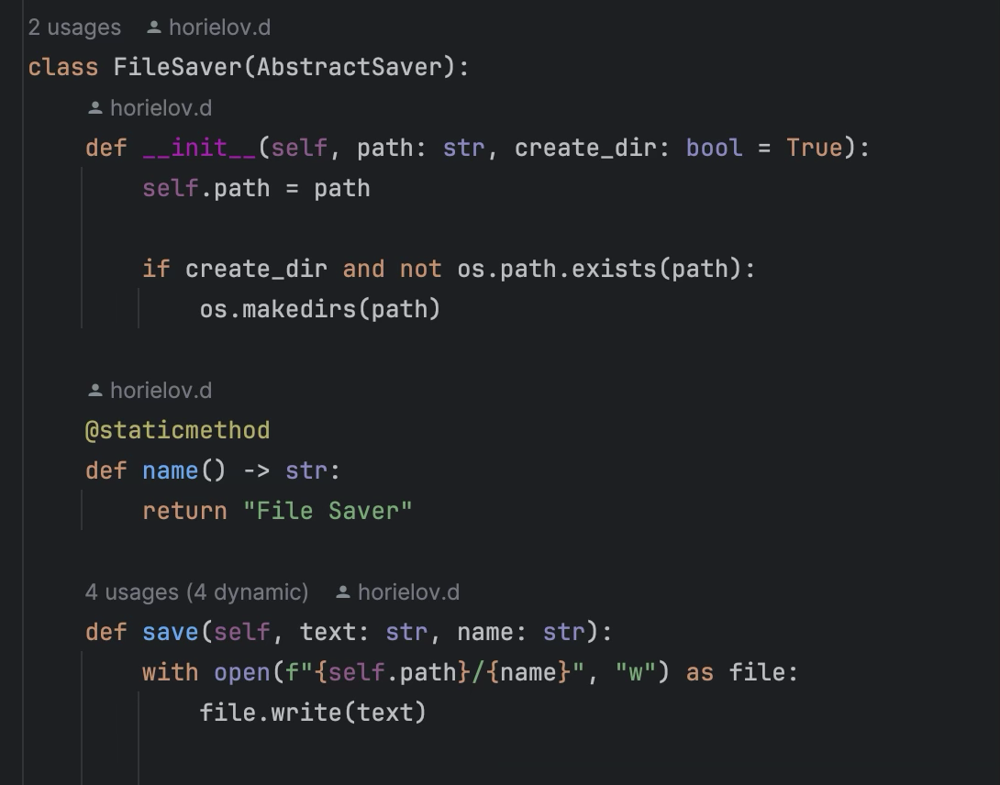 2 usages horielov.d
class FileSaver(AbstractSaver):
horielov.d
def __init__(self, path: str, create_dir: bool = True):
self.path = path
if create_dir and not os.path.exists(path):
os.makedirs(path)
horielov.d
@staticmethod
def name() -> str:
return "File Saver"
4 usages (4 dynamic) horielov.d
def save(self, text: str, name: str):
with open(f"{self.path}/{name}", "w") as file:
file.write(text)